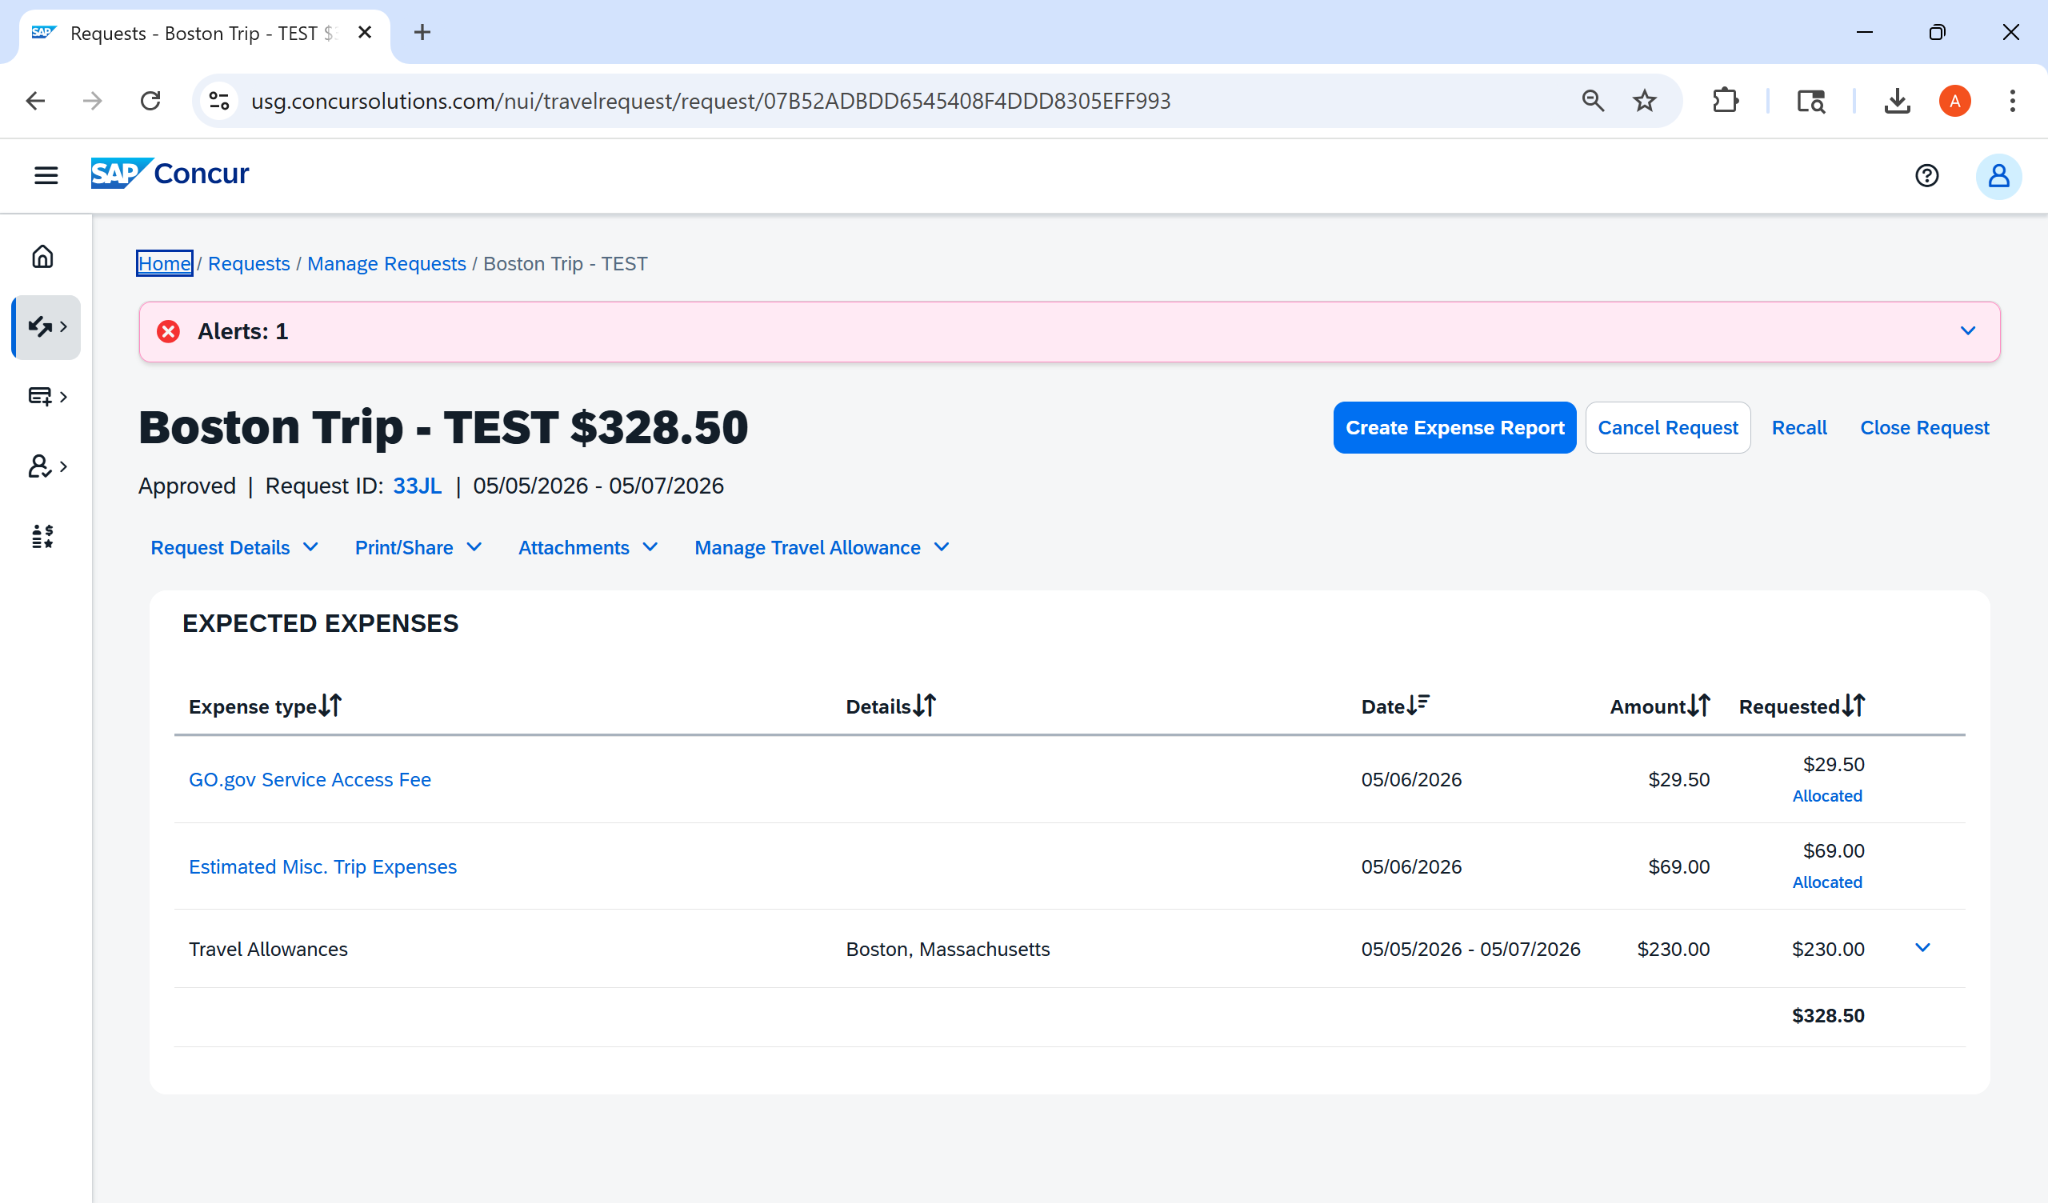 SAP Requests - Boston Trip - TEST $
usg.concursolutions.com/nui/travelrequest/request/07B52ADBDD6545408F4DDD8305EFF993
A
SAP Concur
Home / Requests / Manage Requests / Boston Trip - TEST
Alerts: 1
Boston Trip - TEST $328.50
Create Expense Report Cancel Request Recall Close Request
Approved | Request ID: 33JL | 05/05/2026 - 05/07/2026
Request Details Print/Share Attachments Manage Travel Allowance
EXPECTED EXPENSES
Expense type Details Date Amount Requested
GO.gov Service Access Fee 05/06/2026 $29.50 $29.50
Allocated
Estimated Misc. Trip Expenses 05/06/2026 $69.00 $69.00
Allocated
Travel Allowances Boston, Massachusetts 05/05/2026 - 05/07/2026 $230.00 $230.00
$328.50